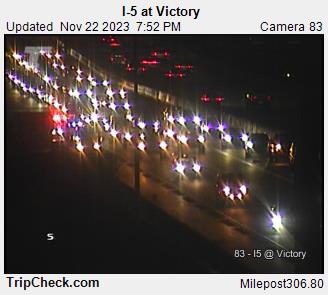 I-5 at Victory
Updated Nov 22 2023 7:52 PM Camera 83
S
83 - I5 @ Victory
TripCheck.com Milepost306.80